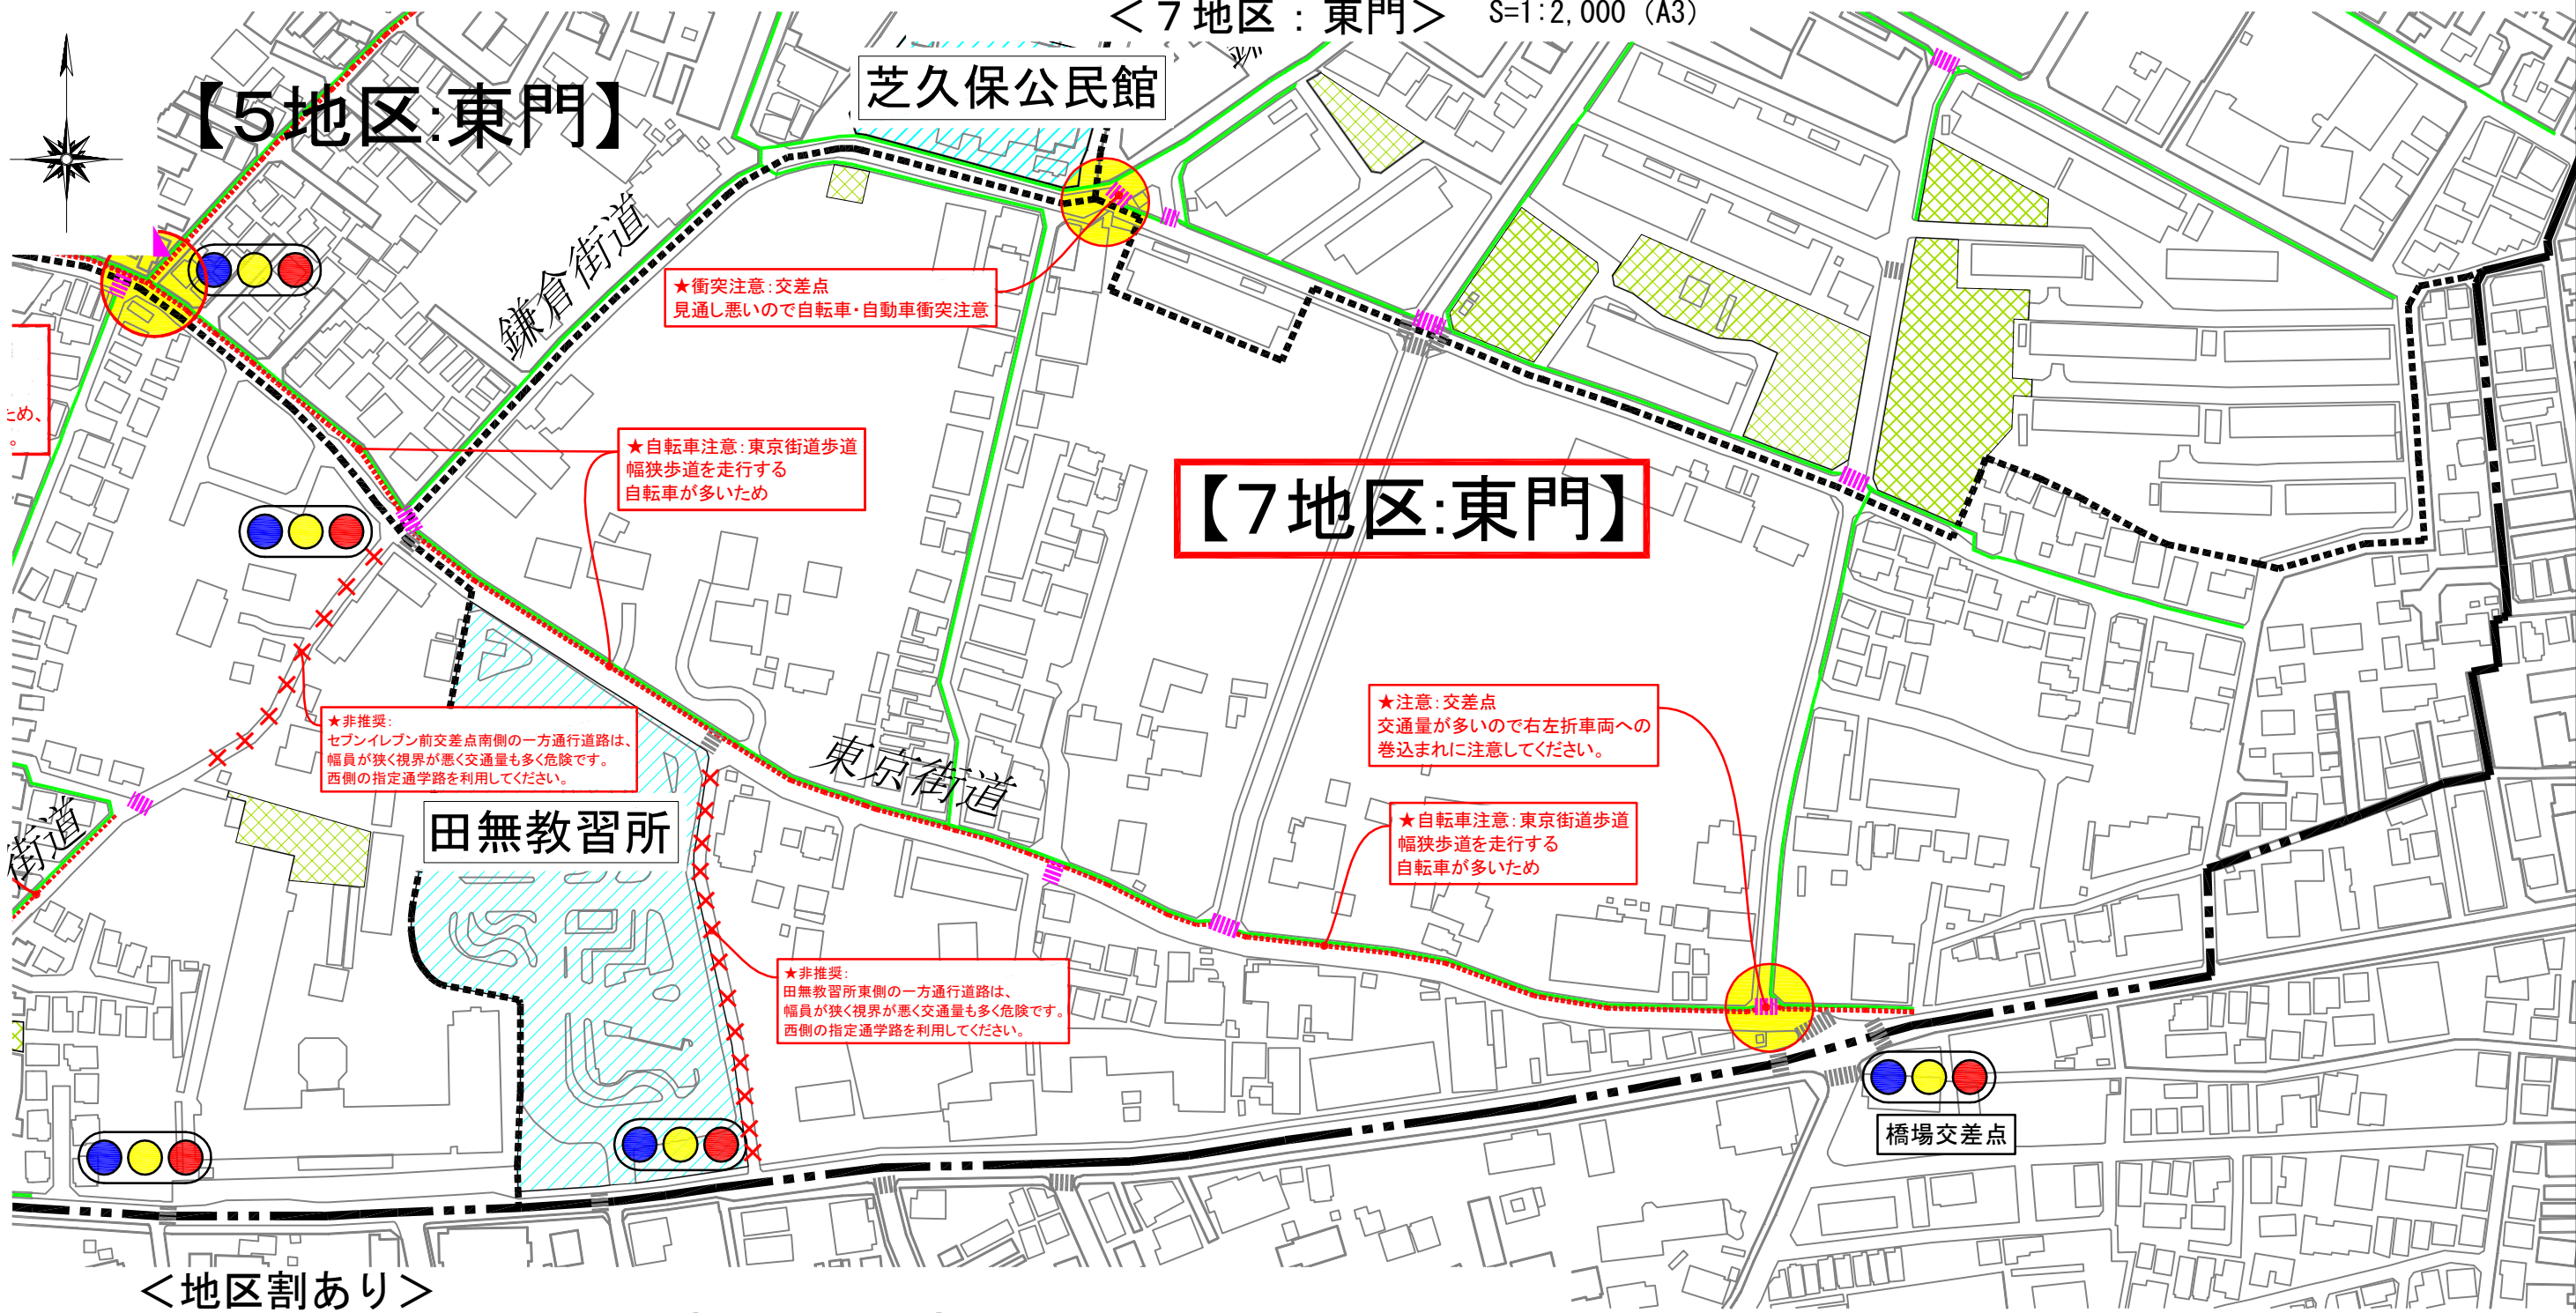 ＜７地区：東門＞　S=1:2,000（A3）
芝久保公民館
【5地区:東門】
鎌倉街道
★衝突注意:交差点
見通し悪いので自転車・自動車衝突注意
ため、
。
★自転車注意:東京街道歩道
幅狭歩道を走行する
自転車が多いため
【7地区:東門】
★非推奨:
セブンイレブン前交差点南側の一方通行道路は、
幅員が狭く視界が悪く交通量も多く危険です。
西側の指定通学路を利用してください。
東京街道
★注意:交差点
交通量が多いので右左折車両への
巻込まれに注意してください。
田無教習所
街道
★自転車注意:東京街道歩道
幅狭歩道を走行する
自転車が多いため
★非推奨:
田無教習所東側の一方通行道路は、
幅員が狭く視界が悪く交通量も多く危険です。
西側の指定通学路を利用してください。
橋場交差点
＜地区割あり＞